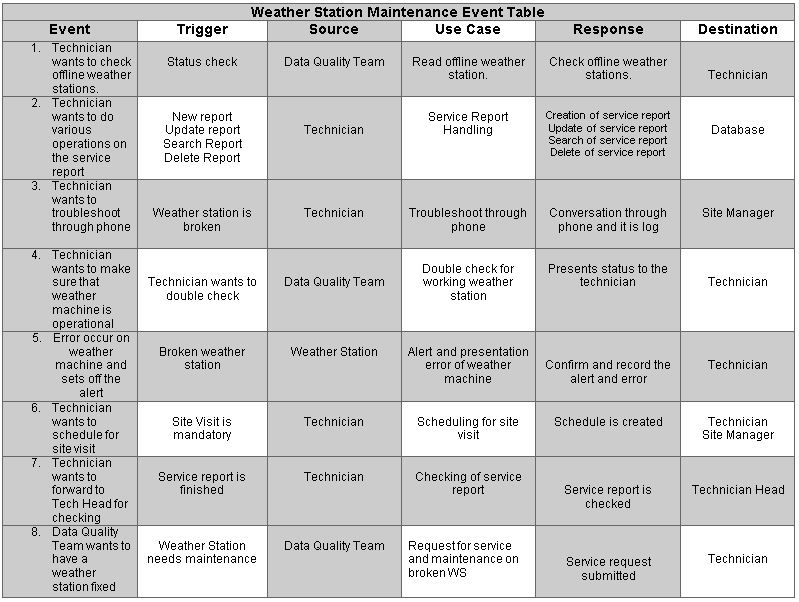 Weather Station Maintenance Event Table
Event Trigger Source Use Case Response Destination
1. Technician
wants to check
offline weather
stations.
Status check
Data Quality Team
Read offline weather
station.
Check offline weather
stations.
Technician
2. Technician
wants to do
various
operations on
the service
report
New report
Update report
Search Report
Delete Report
Technician
Service Report
Handling
Creation of service report
Update of service report
Search of service report
Delete of service report
Database
3. Technician
wants to
troubleshoot
through phone
Weather station is
broken
Technician
Troubleshoot through
phone
Conversation through
phone and it is log
Site Manager
4. Technician
wants to make
sure that
weather
machine is
operational
Technician wants to
double check
Data Quality Team
Double check for
working weather
station
Presents status to the
technician
Technician
5. Error occur on
weather
machine and
sets off the
alert
Broken weather
station
Weather Station
Alert and presentation
error of weather
machine
Confirm and record the
alert and error
Technician
6. Technician
wants to
schedule for
site visit
Site Visit is
mandatory
Technician
Scheduling for site
visit
Schedule is created
Technician
Site Manager
7. Technician
wants to
forward to
Tech Head for
checking
Service report is
finished
Technician
Checking of service
report
Service report is
checked
Technician Head
8. Data Quality
Team wants to
have a
weather
station fixed
Weather Station
needs maintenance
Data Quality Team
Request for service
and maintenance on
broken WS
Service request
submitted
Technician